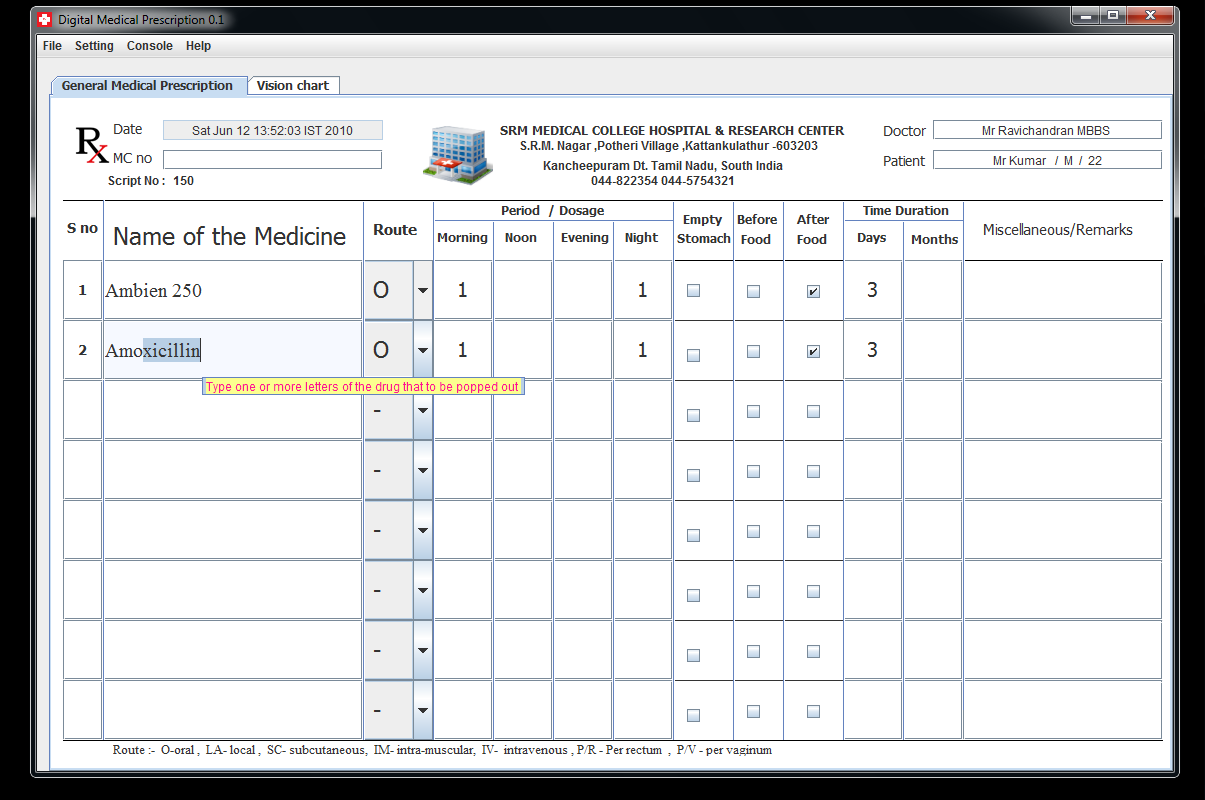 Digital Medical Prescription 0.1
File Setting Console Help
General Medical Prescription Vision chart
Rx
Date Sat Jun 12 13:52:03 IST 2010
MC no
Script No : 150
SRM MEDICAL COLLEGE HOSPITAL & RESEARCH CENTER
S.R.M. Nagar ,Potheri Village ,Kattankulathur -603203
Kancheepuram Dt. Tamil Nadu, South India
044-822354 044-5754321
Doctor Mr Ravichandran MBBS
Patient Mr Kumar / M / 22
S no Name of the Medicine Route Period / Dosage Empty Stomach Before Food After Food Time Duration Miscellaneous/Remarks
Morning Noon Evening Night Days Months
1 Ambien 250 O 1 1 3
2 Amoxicillin O 1 1 3
Type one or more letters of the drug that to be popped out
-
-
-
-
-
-
Route :- O-oral , LA- local , SC- subcutaneous, IM- intra-muscular, IV- intravenous , P/R - Per rectum , P/V - per vaginum